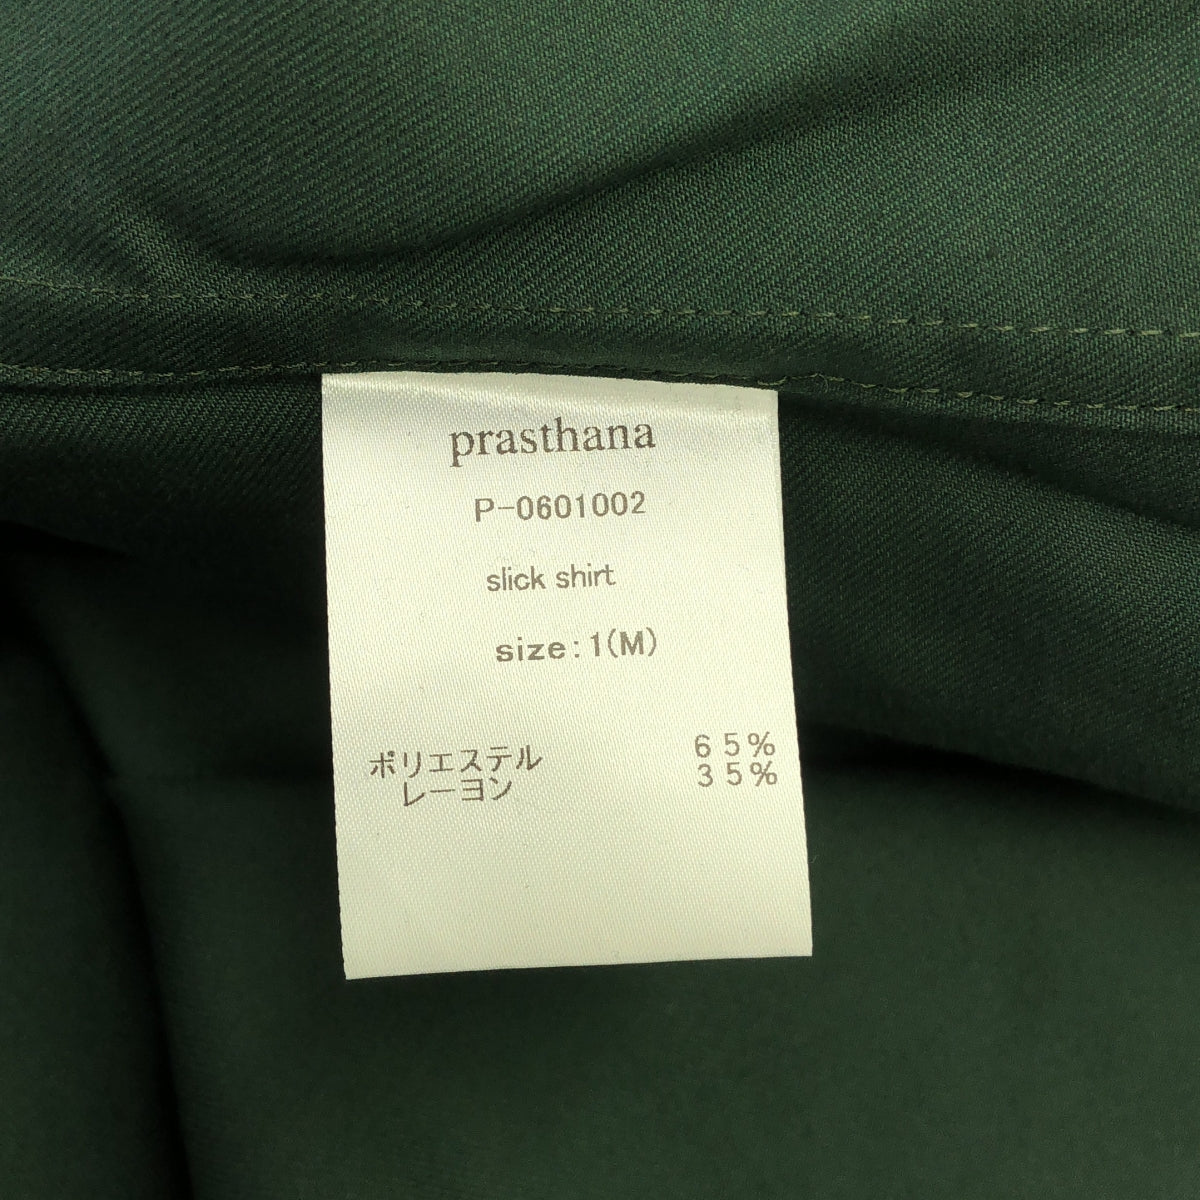 prasthana
P-0601002
slick shirt
size:1(M)
ポリエステル 65%
レーヨン 35%